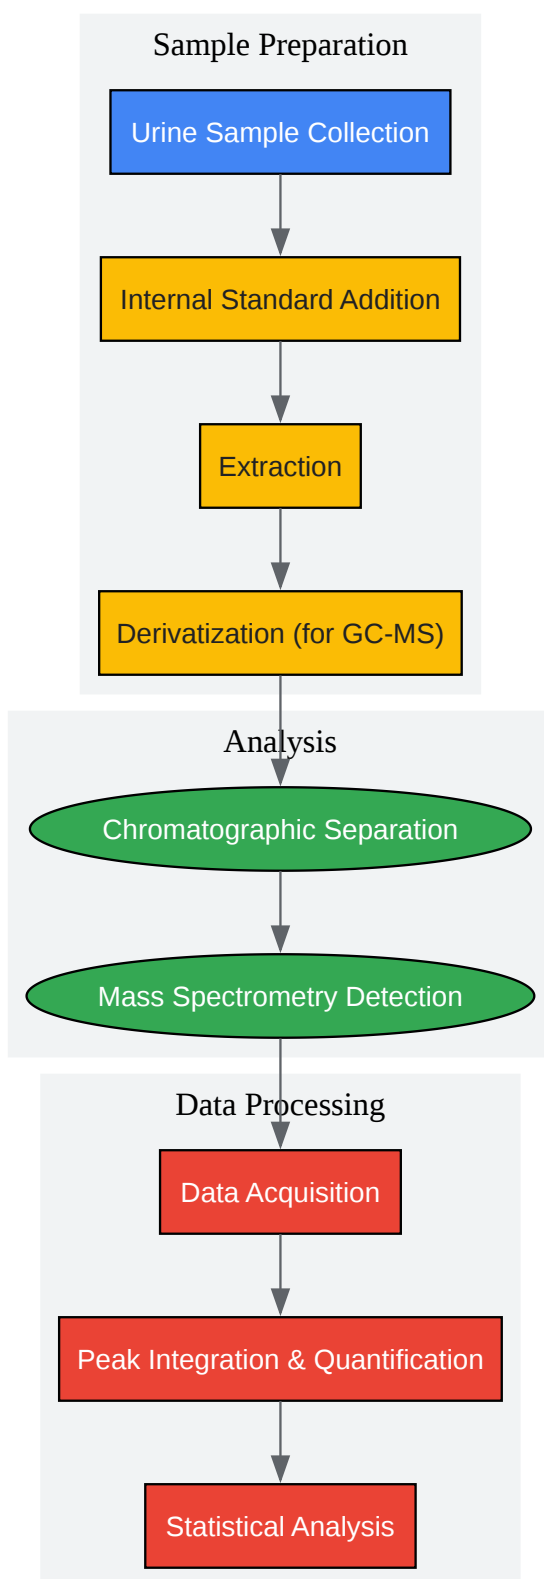 Sample Preparation
Urine Sample Collection
Internal Standard Addition
Extraction
Derivatization (for GC-MS)
Analysis
Chromatographic Separation
Mass Spectrometry Detection
Data Processing
Data Acquisition
Peak Integration & Quantification
Statistical Analysis